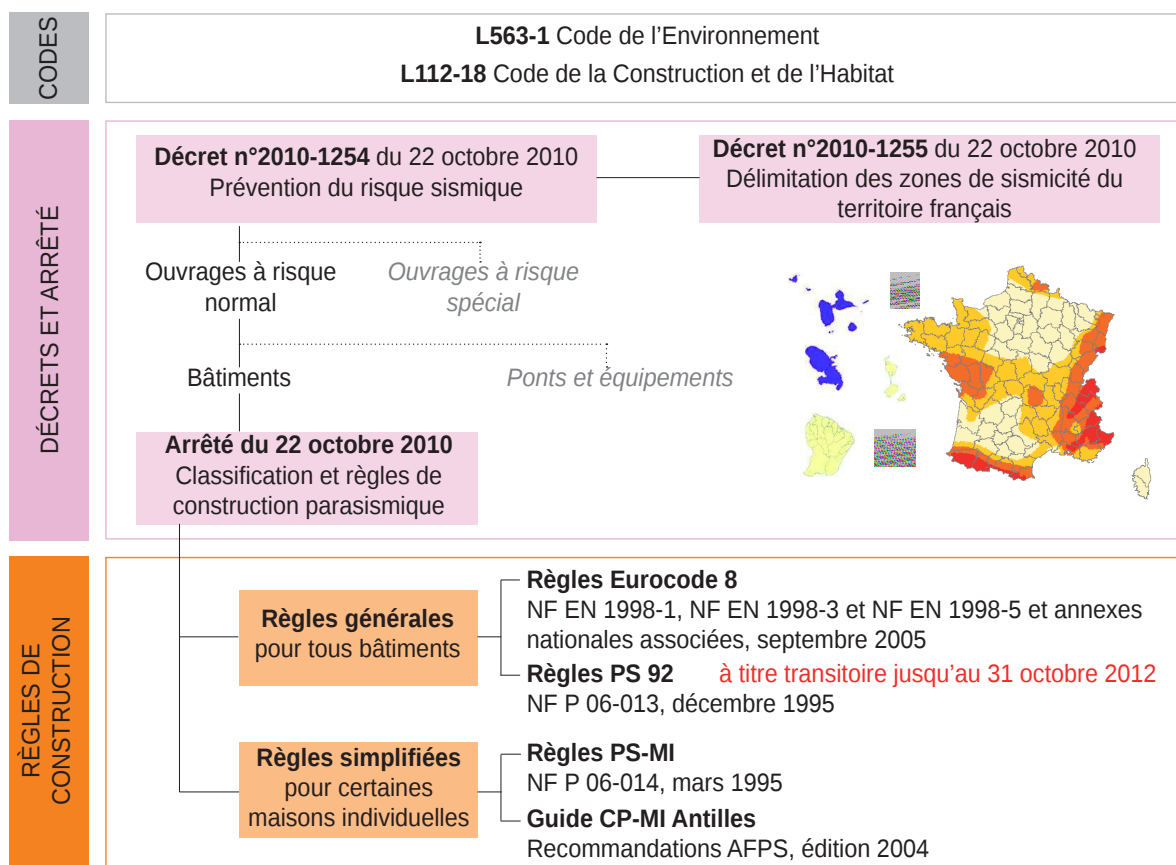 CODES
L563-1 Code de l’Environnement
L112-18 Code de la Construction et de l’Habitat
DÉCRETS ET ARRÊTÉ
Décret n°2010-1254 du 22 octobre 2010
Prévention du risque sismique
Décret n°2010-1255 du 22 octobre 2010
Délimitation des zones de sismicité du
territoire français
Ouvrages à risque
normal
Ouvrages à risque
spécial
Bâtiments
Ponts et équipements
Arrêté du 22 octobre 2010
Classification et règles de
construction parasismique
RÈGLES DE
CONSTRUCTION
Règles générales
pour tous bâtiments
Règles Eurocode 8
NF EN 1998-1, NF EN 1998-3 et NF EN 1998-5 et annexes
nationales associées, septembre 2005
Règles PS 92 à titre transitoire jusqu’au 31 octobre 2012
NF P 06-013, décembre 1995
Règles simplifiées
pour certaines
maisons individuelles
Règles PS-MI
NF P 06-014, mars 1995
Guide CP-MI Antilles
Recommandations AFPS, édition 2004